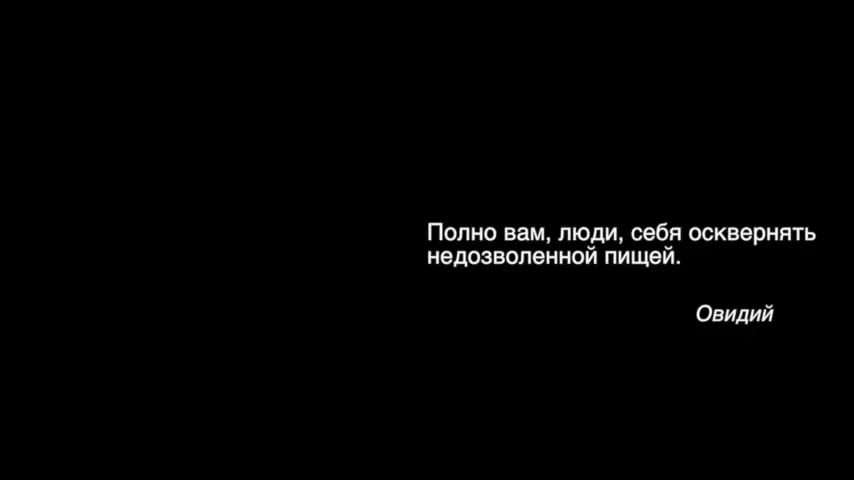 Полно вам, люди, себя осквернять
недозволенной пищей.
Овидий